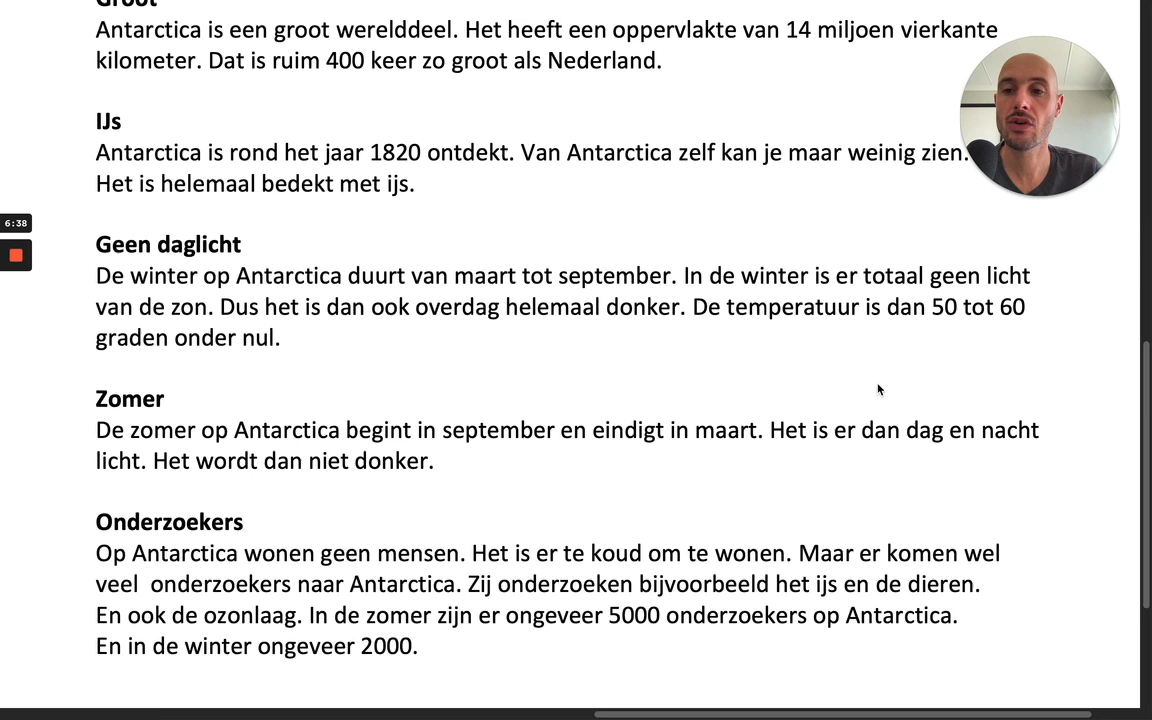 Groot
Antarctica is een groot werelddeel. Het heeft een oppervlakte van 14 miljoen vierkante
kilometer. Dat is ruim 400 keer zo groot als Nederland.
IJs
Antarctica is rond het jaar 1820 ontdekt. Van Antarctica zelf kan je maar weinig zien.
Het is helemaal bedekt met ijs.
6:38
Geen daglicht
De winter op Antarctica duurt van maart tot september. In de winter is er totaal geen licht
van de zon. Dus het is dan ook overdag helemaal donker. De temperatuur is dan 50 tot 60
graden onder nul.
Zomer
De zomer op Antarctica begint in september en eindigt in maart. Het is er dan dag en nacht
licht. Het wordt dan niet donker.
Onderzoekers
Op Antarctica wonen geen mensen. Het is er te koud om te wonen. Maar er komen wel
veel  onderzoekers naar Antarctica. Zij onderzoeken bijvoorbeeld het ijs en de dieren.
En ook de ozonlaag. In de zomer zijn er ongeveer 5000 onderzoekers op Antarctica.
En in de winter ongeveer 2000.